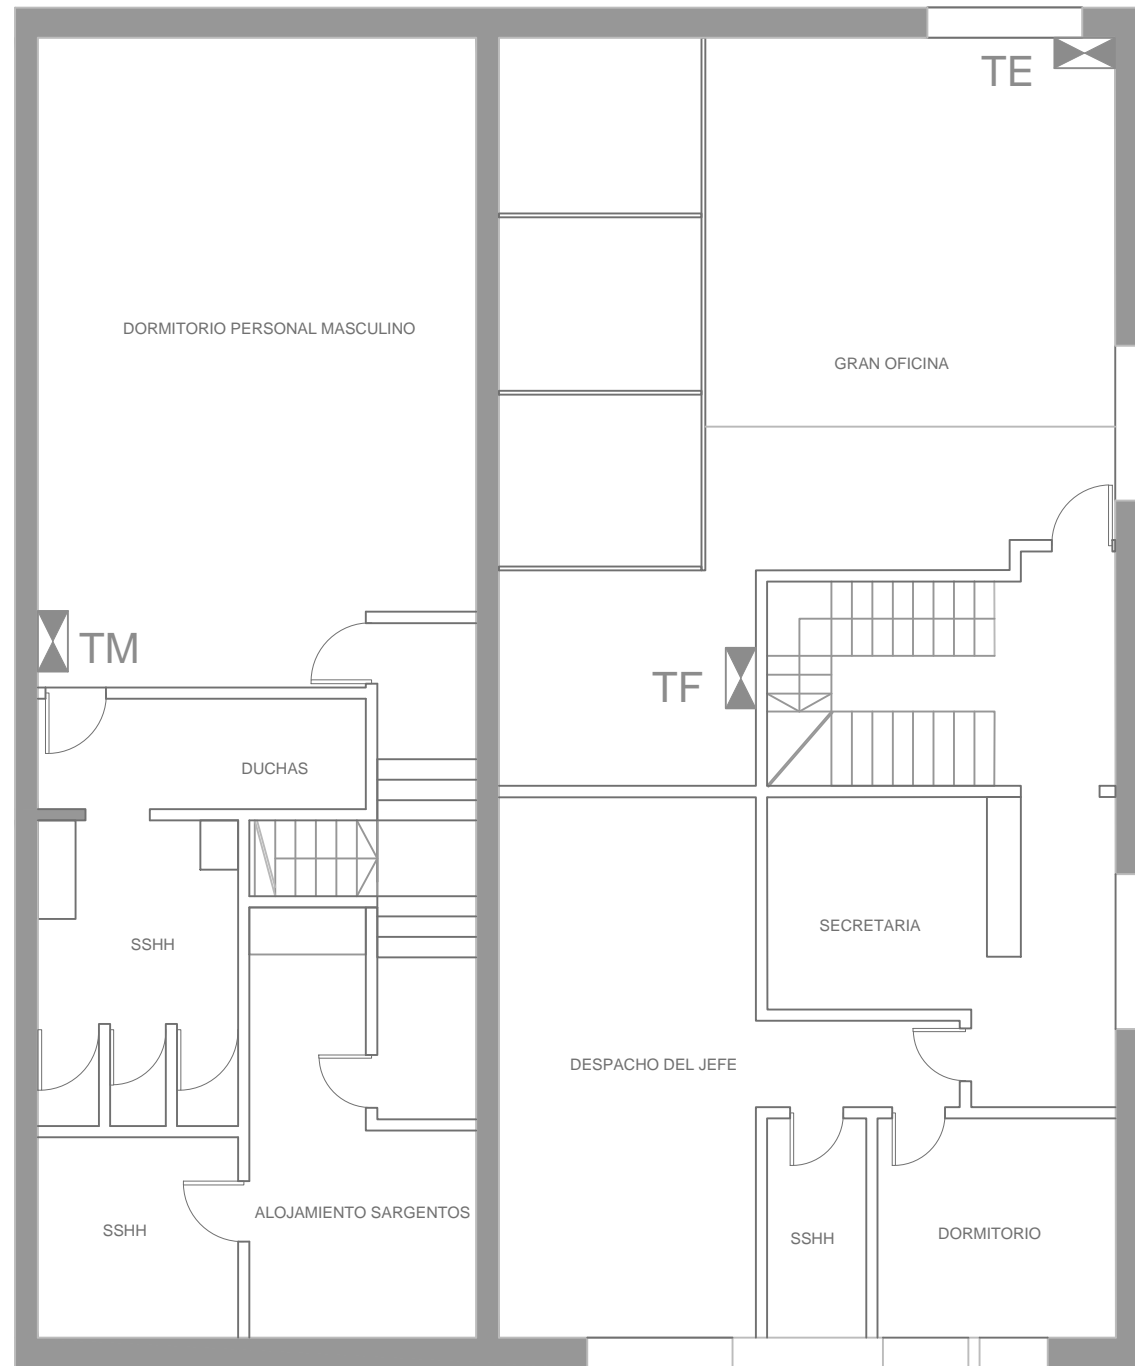 TE
DORMITORIO PERSONAL MASCULINO
GRAN OFICINA
TM
TF
DUCHAS
SECRETARIA
SSHH
DESPACHO DEL JEFE
ALOJAMIENTO SARGENTOS
SSHH
SSHH
DORMITORIO